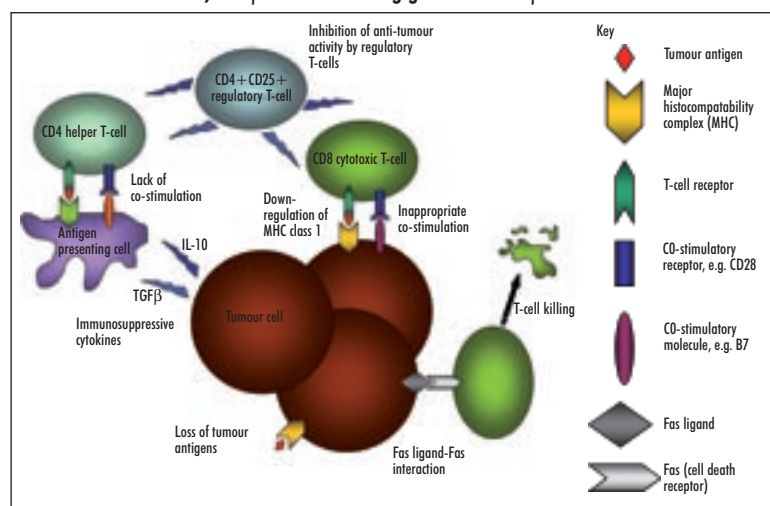 Inhibition of anti-tumour
activity by regulatory
T-cells
CD4+CD25+
regulatory T-cell
CD4 helper T-cell
CD8 cytotoxic T-cell
Lack of
co-stimulation
Down-
regulation of
MHC class 1
Inappropriate
co-stimulation
Antigen
presenting cell
IL-10
TGFβ
Immunosuppressive
cytokines
Tumour cell
T-cell killing
Loss of tumour
antigens
Fas ligand-Fas
interaction
Key
Tumour antigen
Major
histocompatability
complex (MHC)
T-cell receptor
C0-stimulatory
receptor, e.g. CD28
C0-stimulatory
molecule, e.g. B7
Fas ligand
Fas (cell death
receptor)